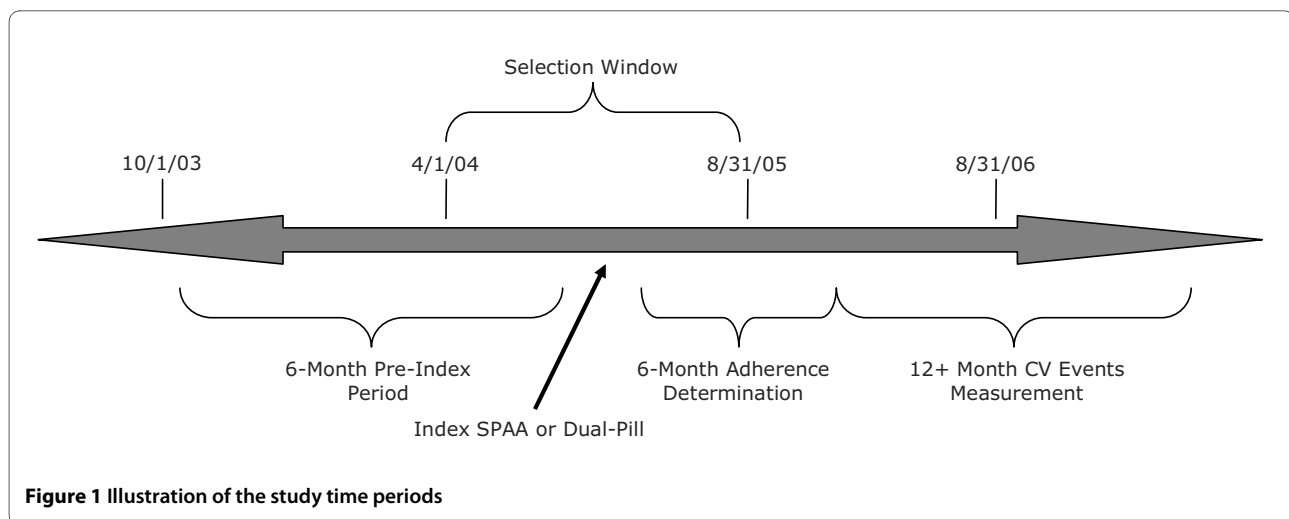 Selection Window
10/1/03
4/1/04
8/31/05
8/31/06
6-Month Pre-Index
Period
6-Month Adherence
Determination
12+ Month CV Events
Measurement
Index SPAA or Dual-Pill
Figure 1 Illustration of the study time periods